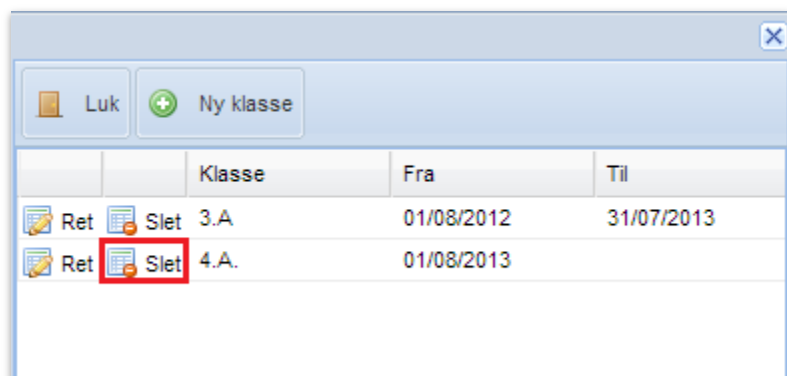 Luk Ny klasse
Klasse Fra Til
Ret Slet 3.A 01/08/2012 31/07/2013
Ret Slet 4.A. 01/08/2013